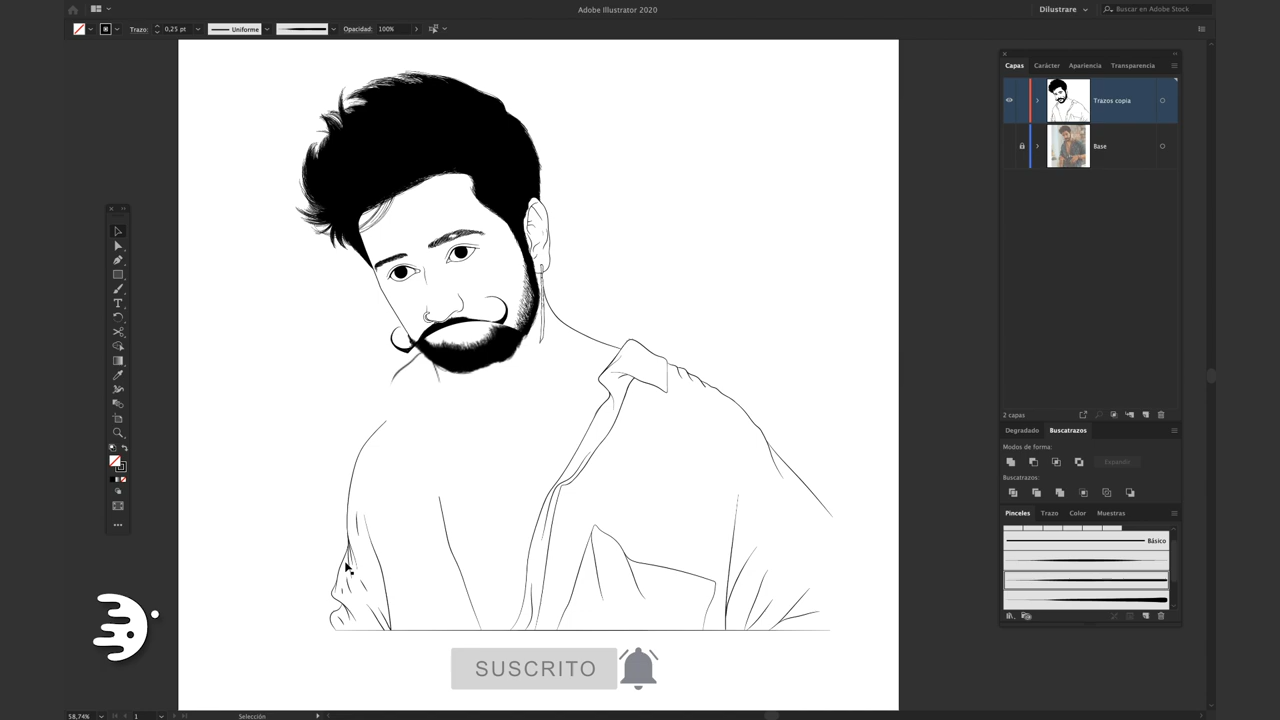 Adobe Illustrator 2020
Dilustrare
Buscar en Adobe Stock
Trazo: 0,25 pt
Uniforme
Opacidad: 100%
Capas Carácter Apariencia Transparencia
Trazos copia
Base
2 capas
Degradado Buscatrazos
Modos de forma:
Expandir
Buscatrazos:
Pinceles Trazo Color Muestras
Básico
SUSCRITO
58,74% 1 Selección